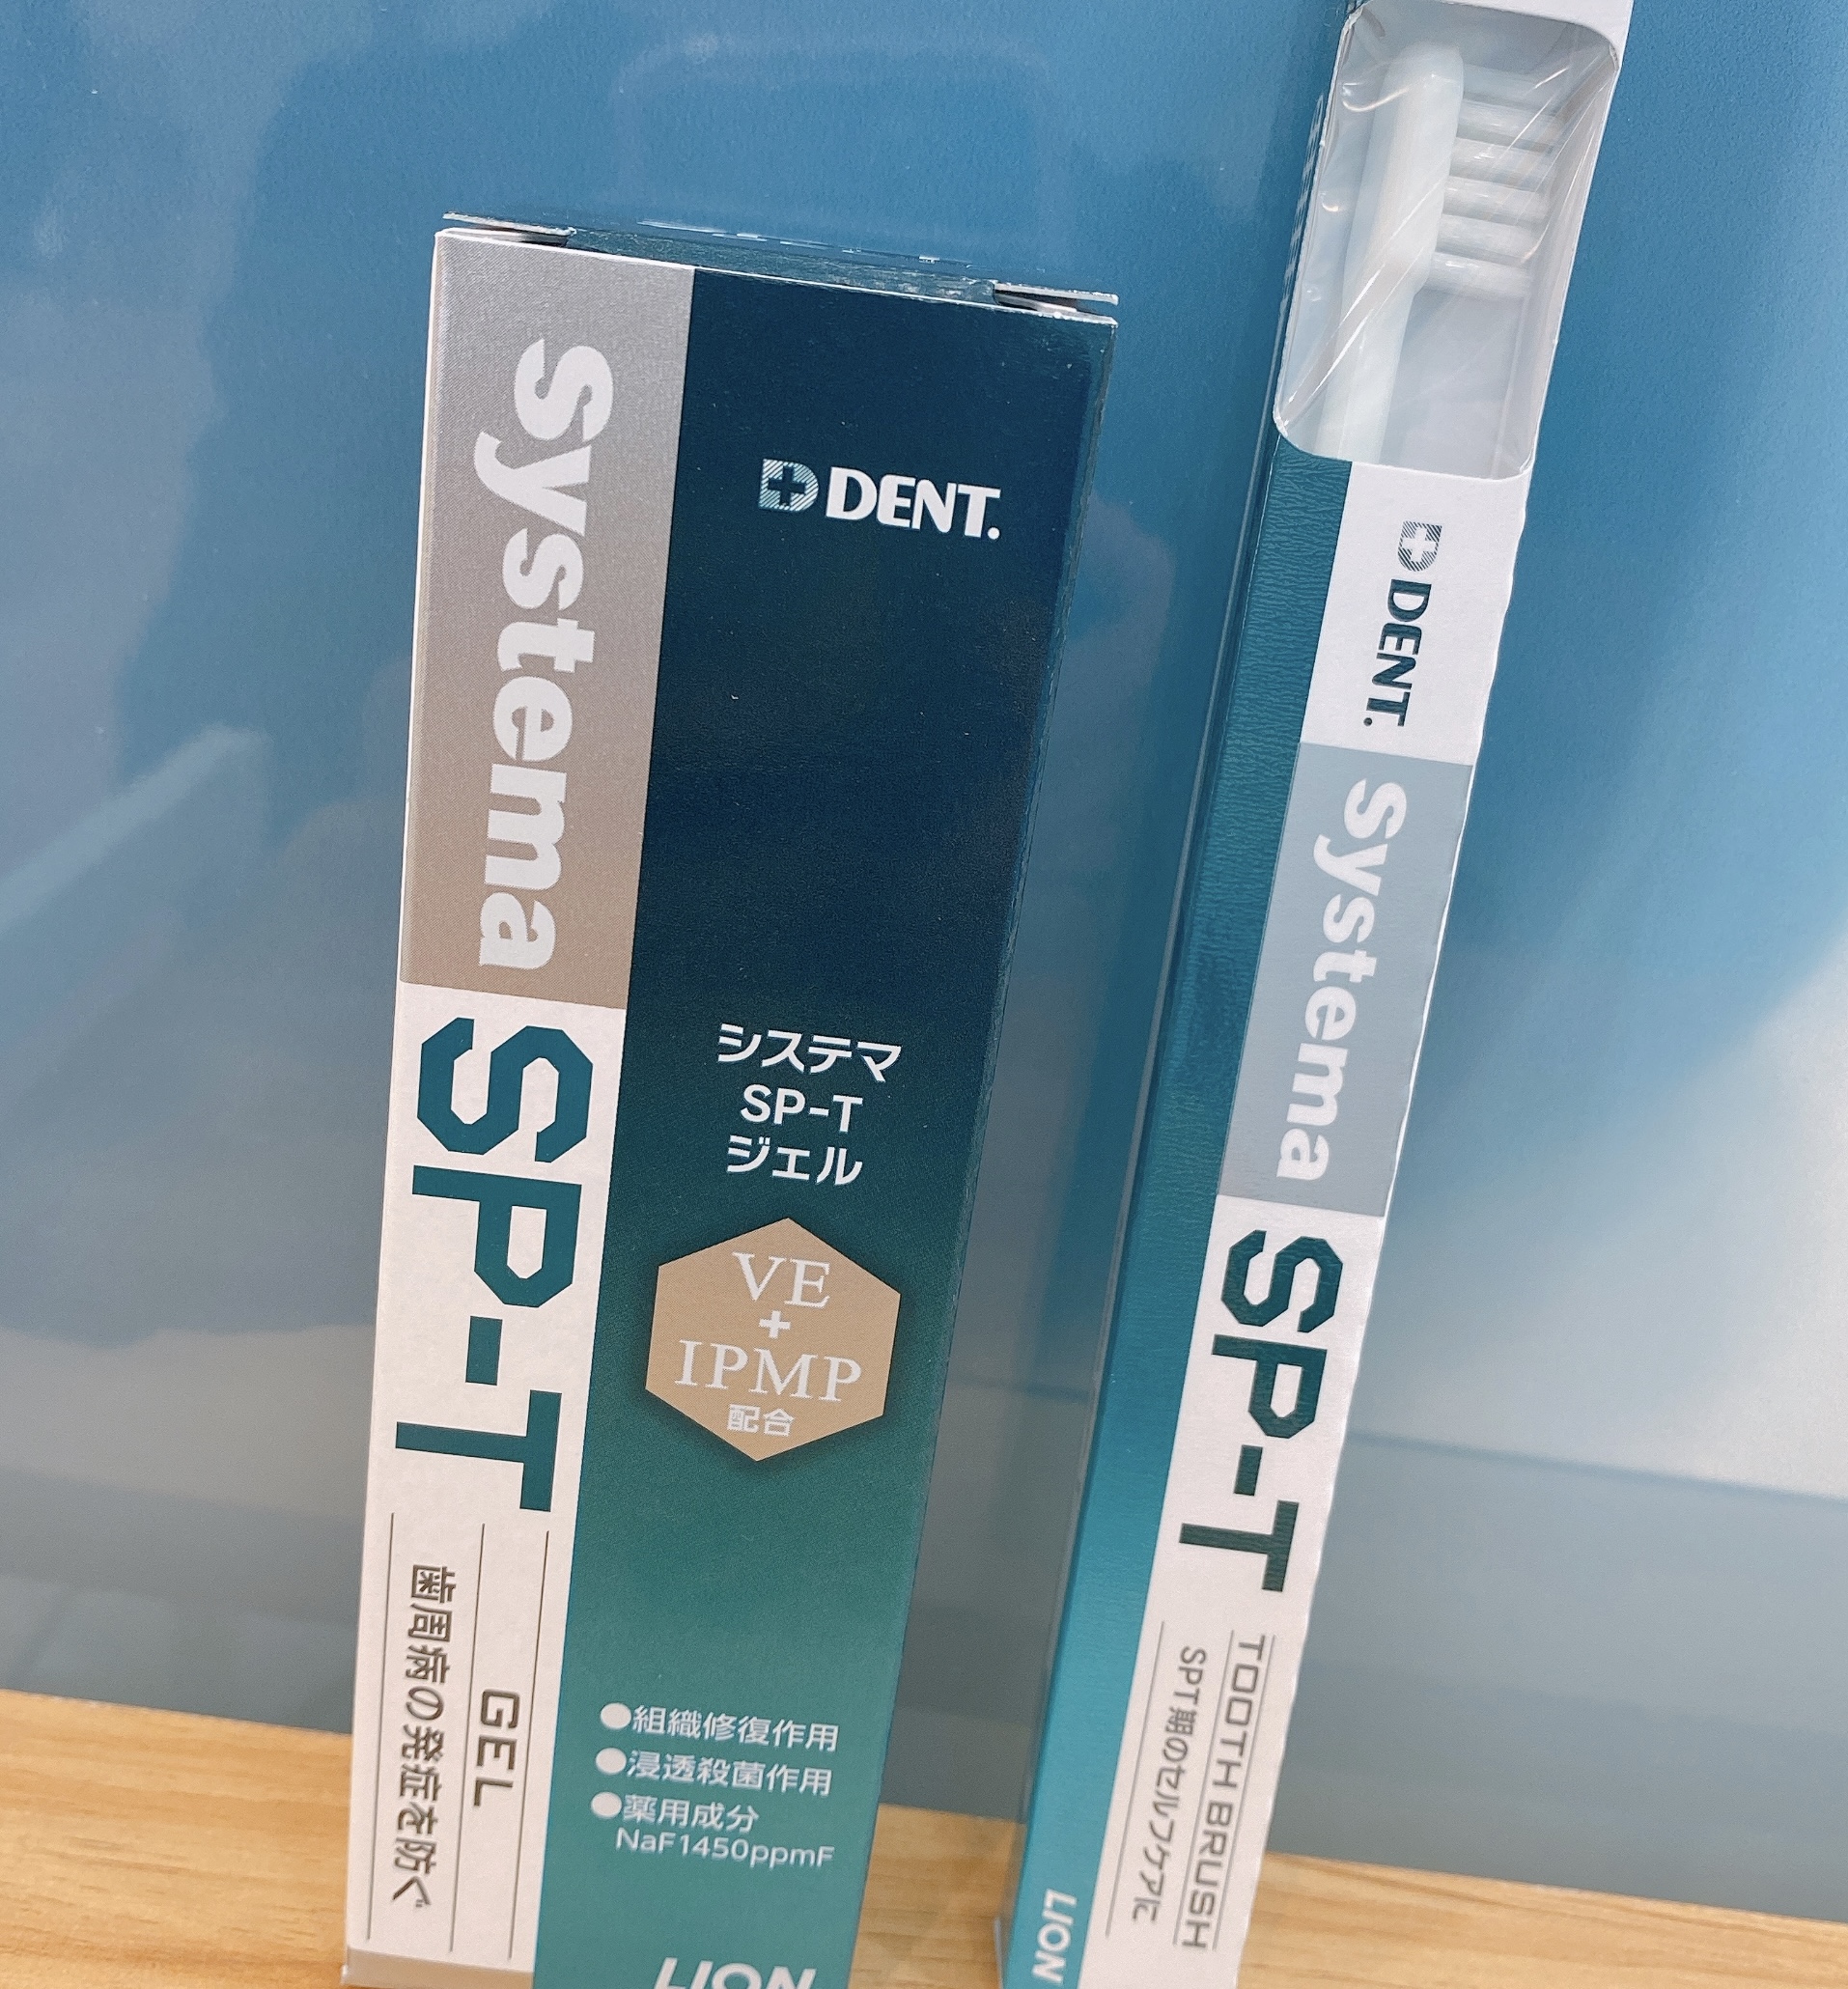 Systema
SP-T
GEL
歯周病の発症を防ぐ
DENT.
システマ
SP-T
ジェル
VE
+
IPMP
配合
●組織修復作用
●浸透殺菌作用
●薬用成分
NaF1450ppmF
LION
DENT.
Systema
SP-T
TOOTH BRUSH
SPT期のセルフケアに
LION